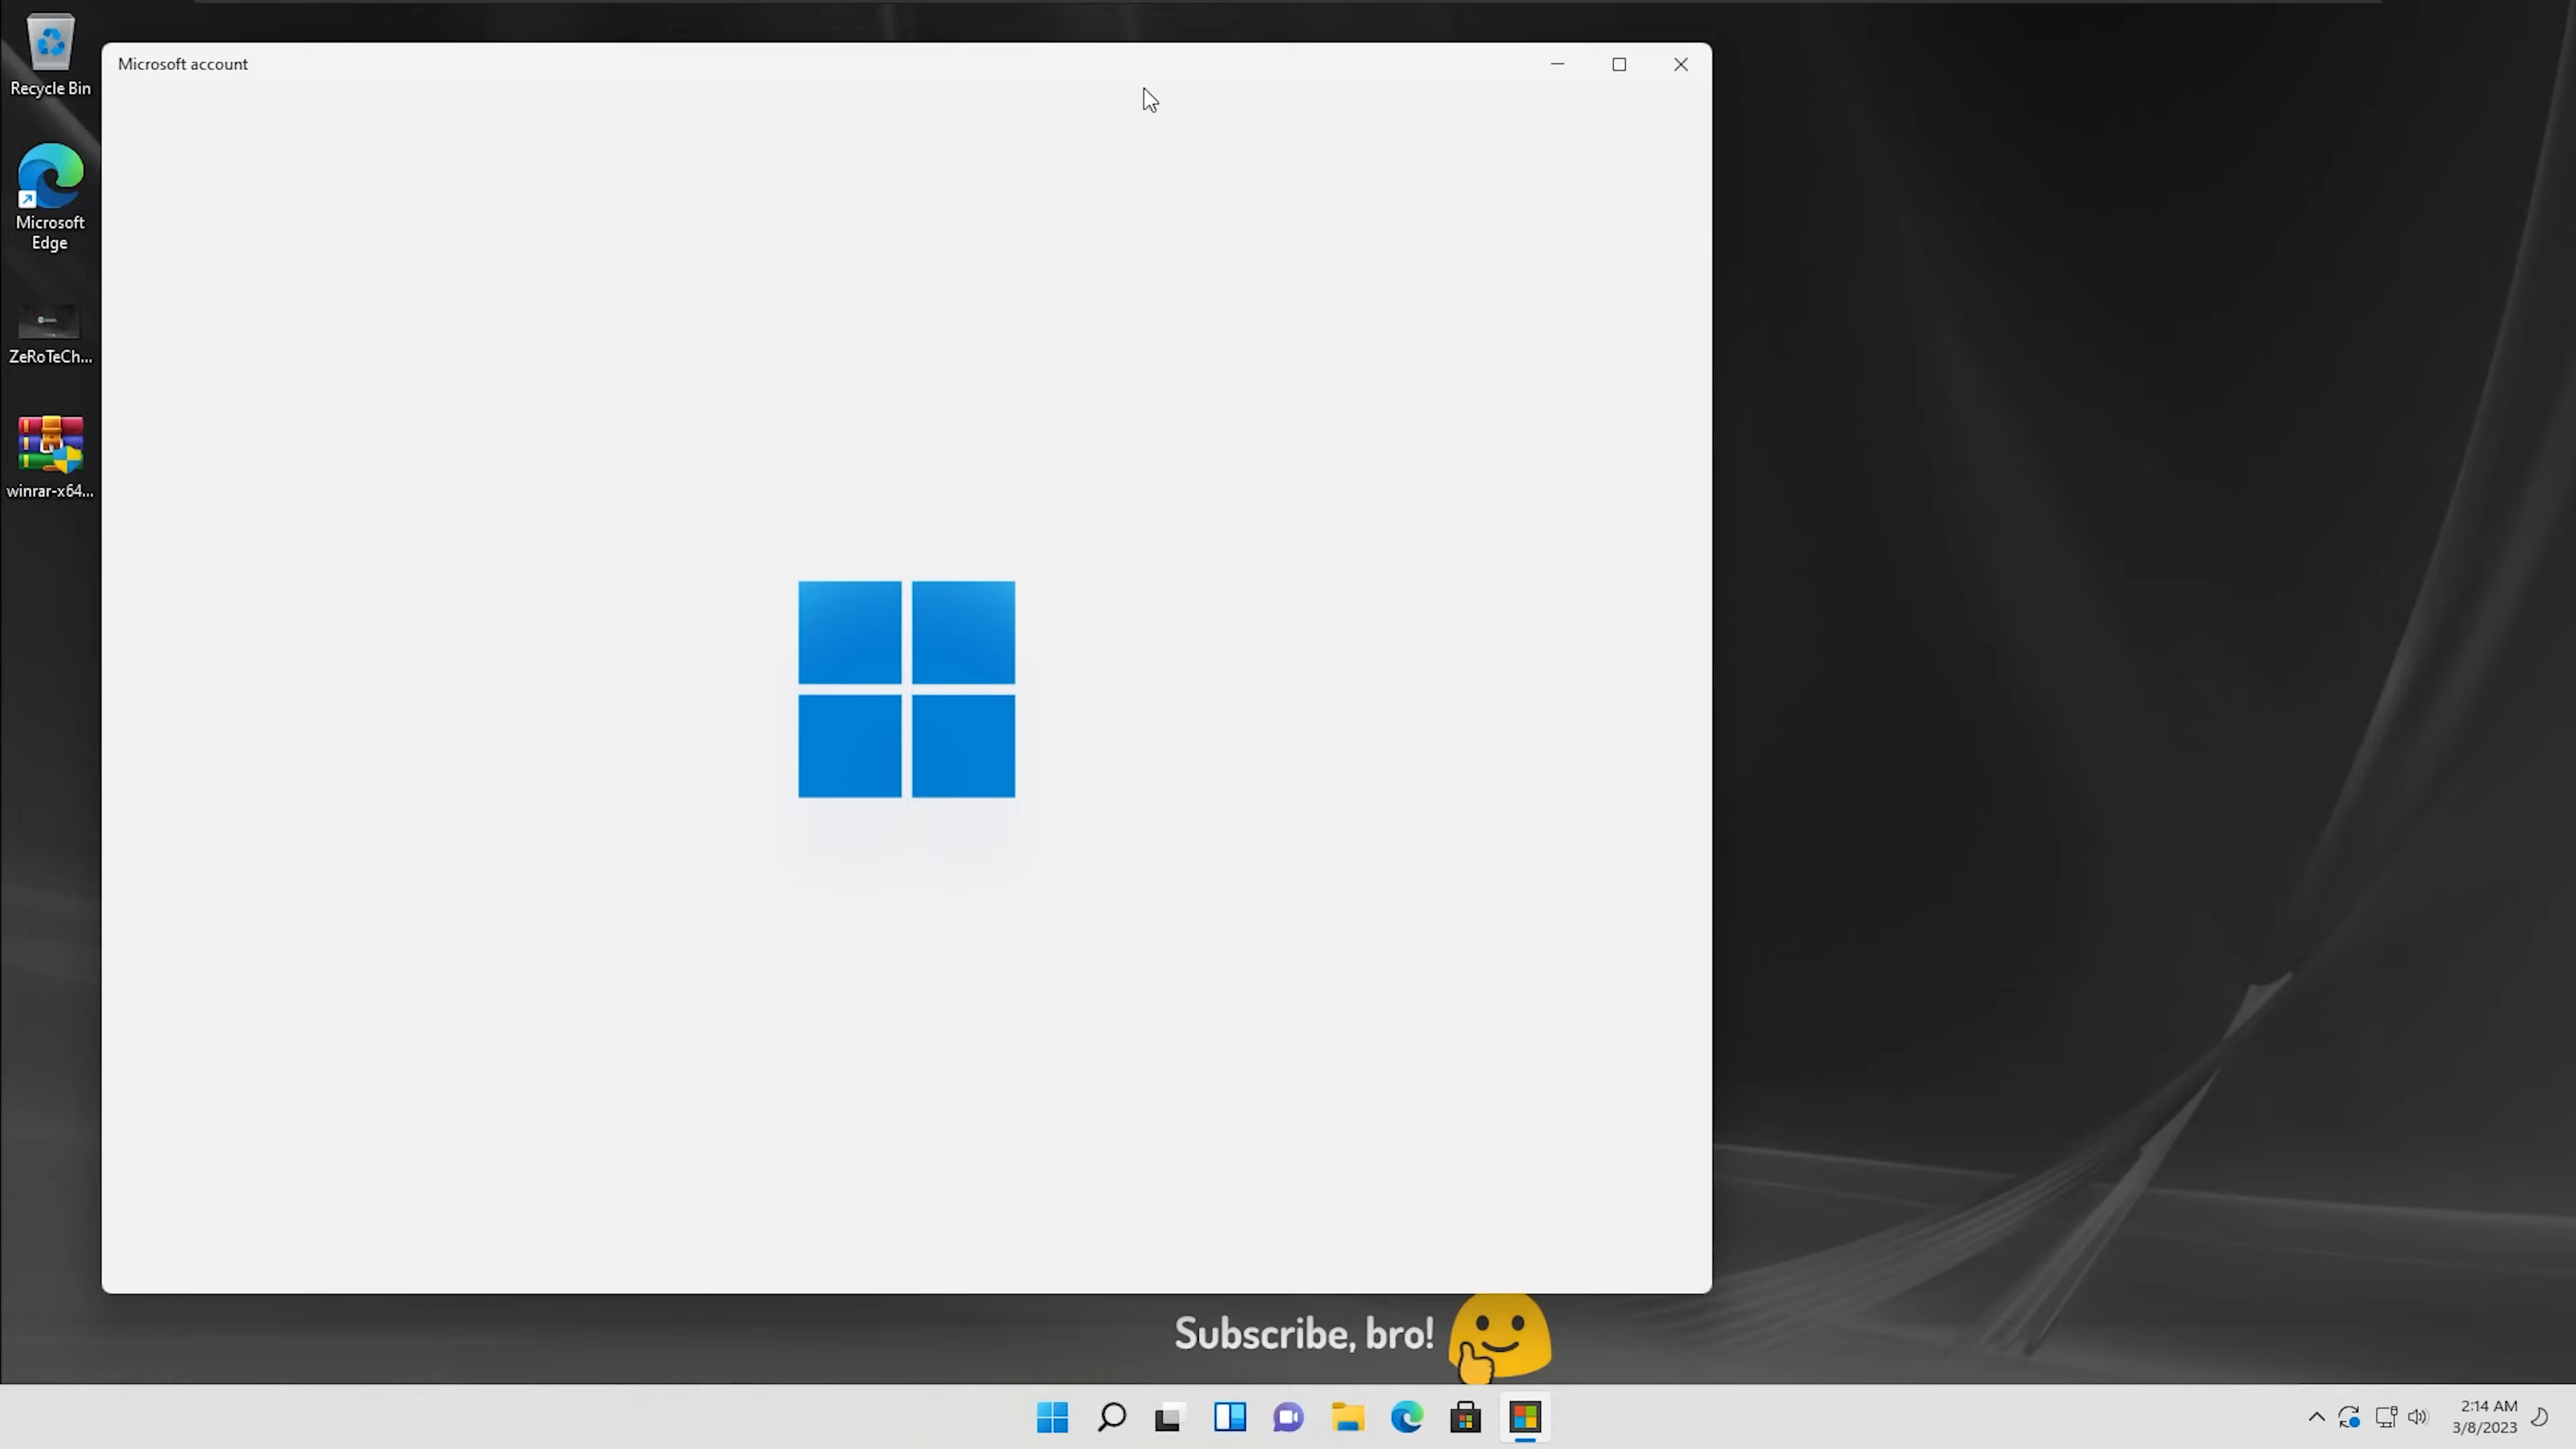 Microsoft account
Recycle Bin
Microsoft
Edge
ZeRoTeCh...
winrar-x64...
Subscribe, bro!
2:14 AM
3/8/2023